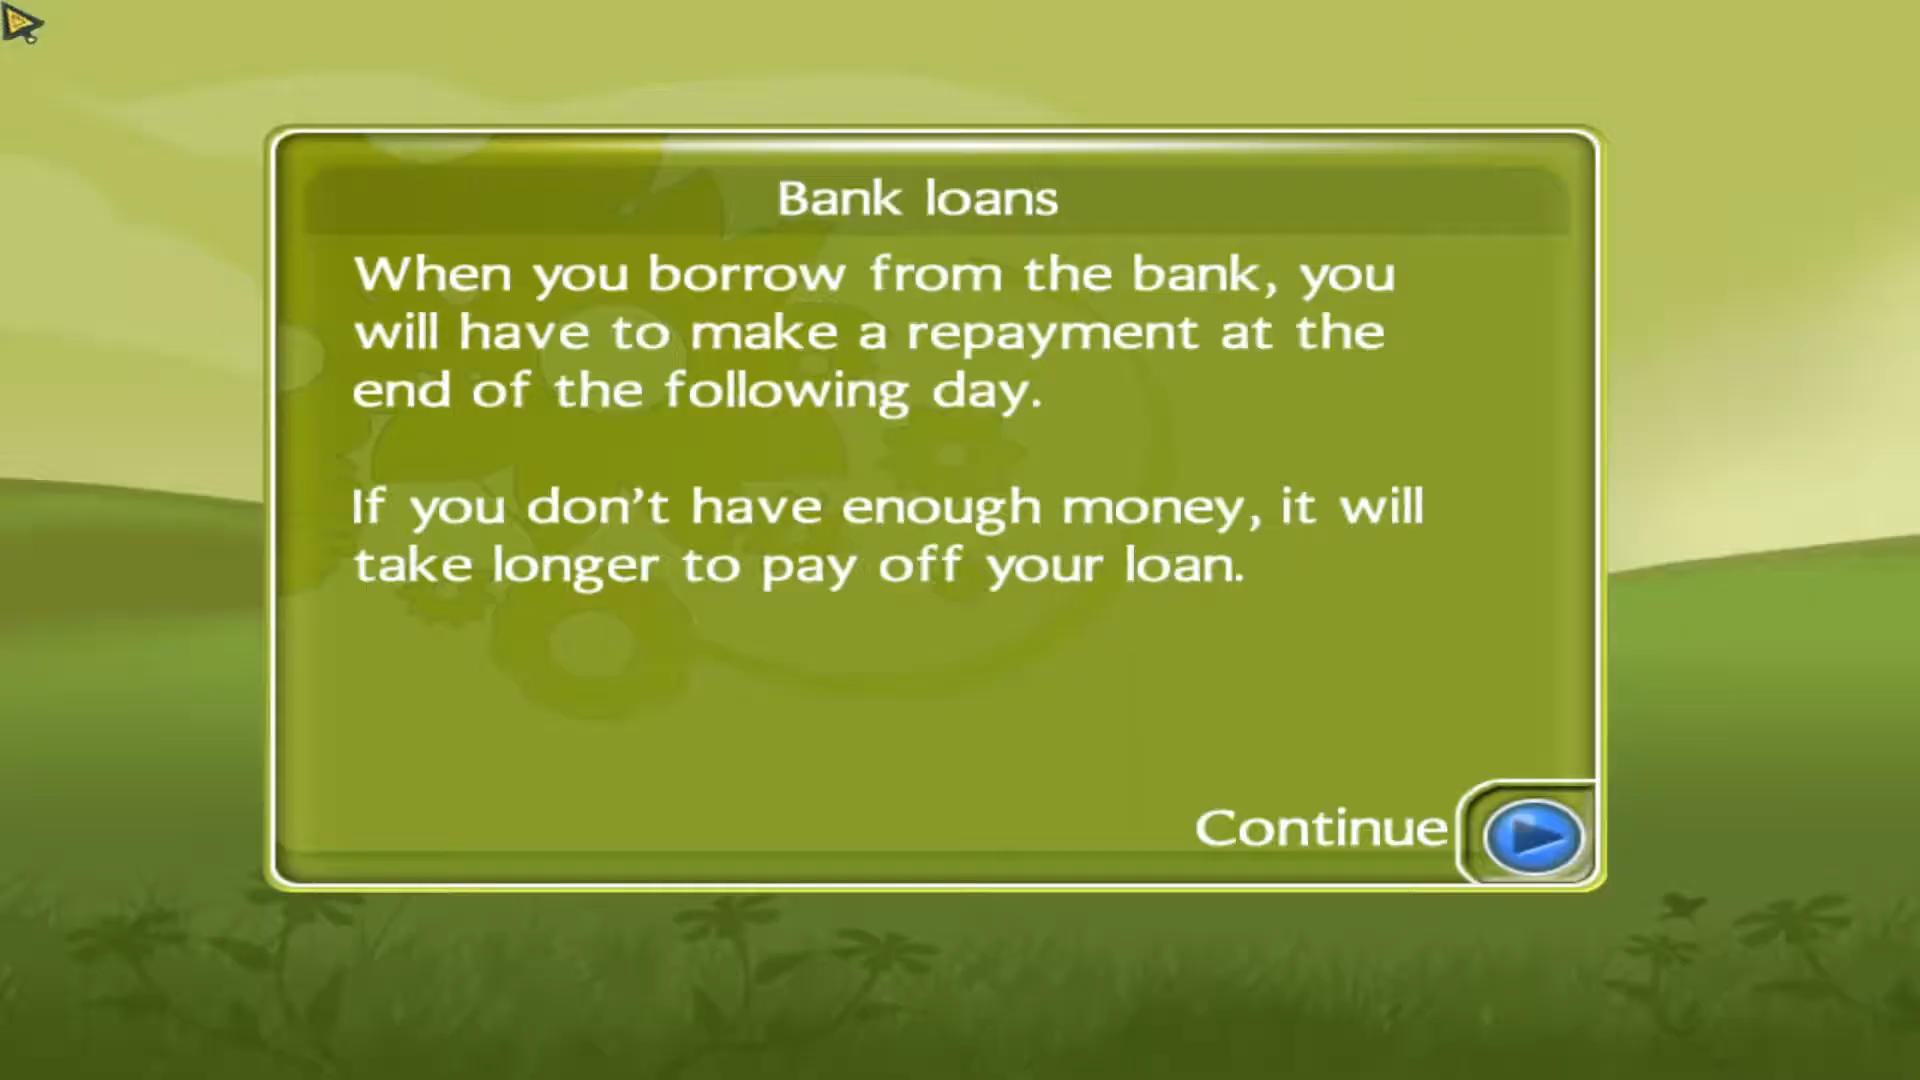 Bank loans
When you borrow from the bank, you
will have to make a repayment at the
end of the following day.
If you don’t have enough money, it will
take longer to pay off your loan.
Continue